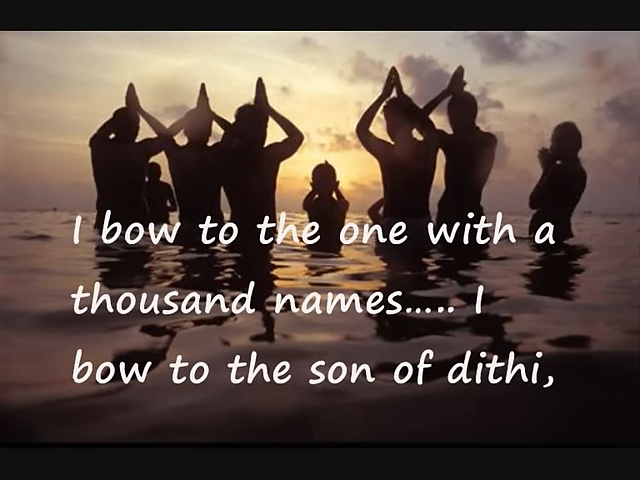 I bow to the one with a
thousand names..... I
bow to the son of dithi,